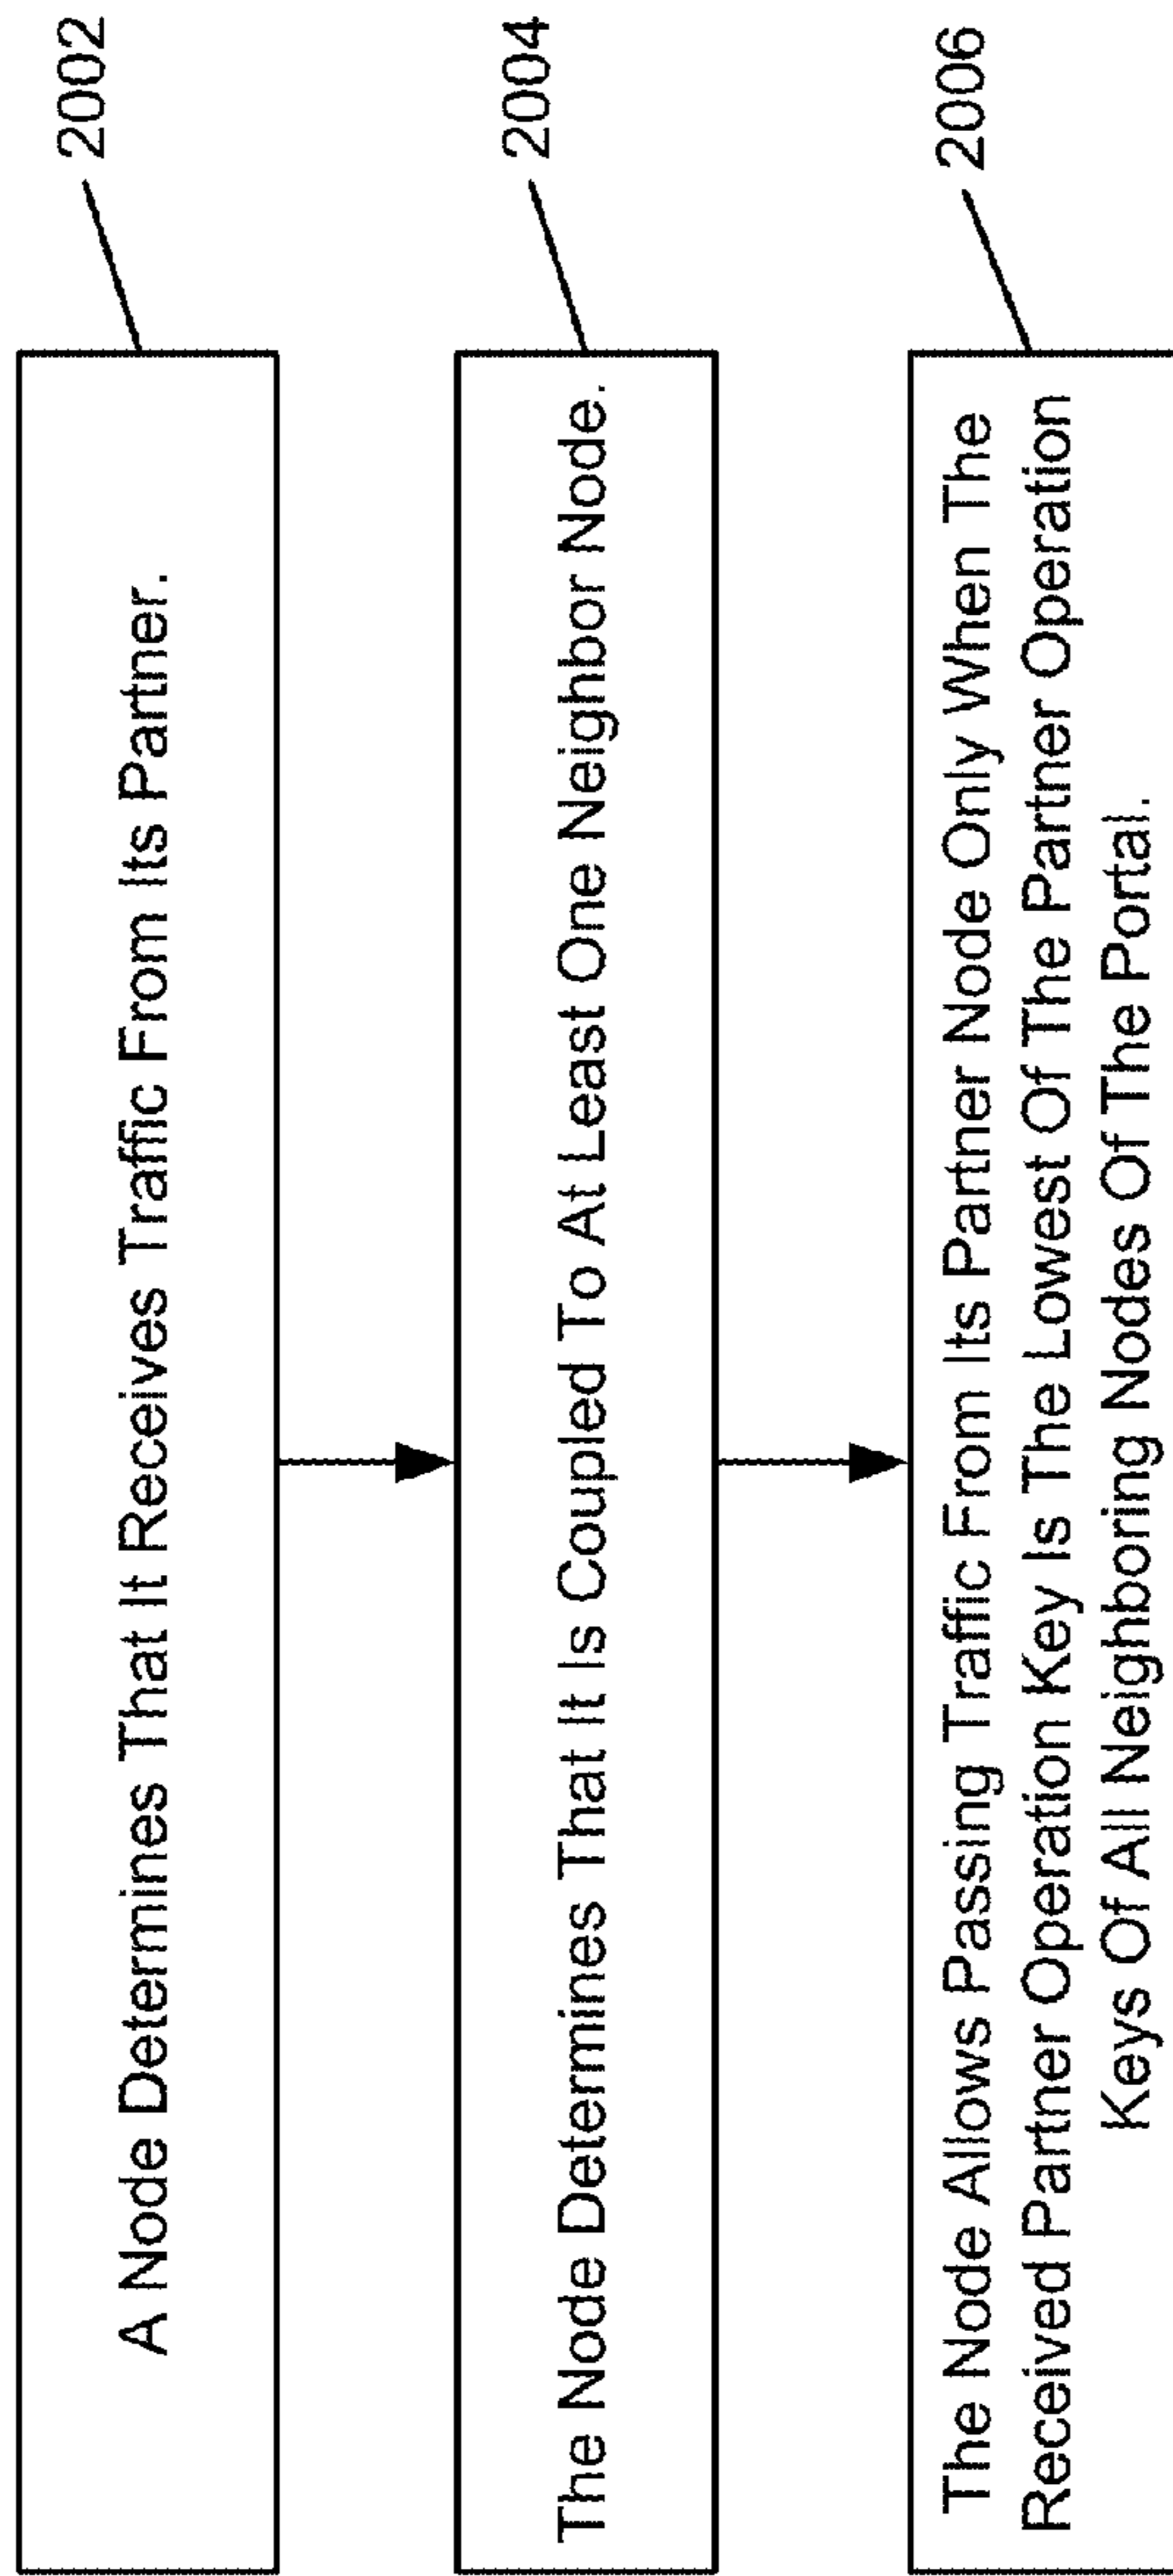 A Node Determines That It Receives Traffic From Its Partner.
2002
The Node Determines That It Is Coupled To At Least One Neighbor Node.
2004
The Node Allows Passing Traffic From Its Partner Node Only When The
Received Partner Operation Key Is The Lowest Of The Partner Operation
Keys Of All Neighboring Nodes Of The Portal.
2006